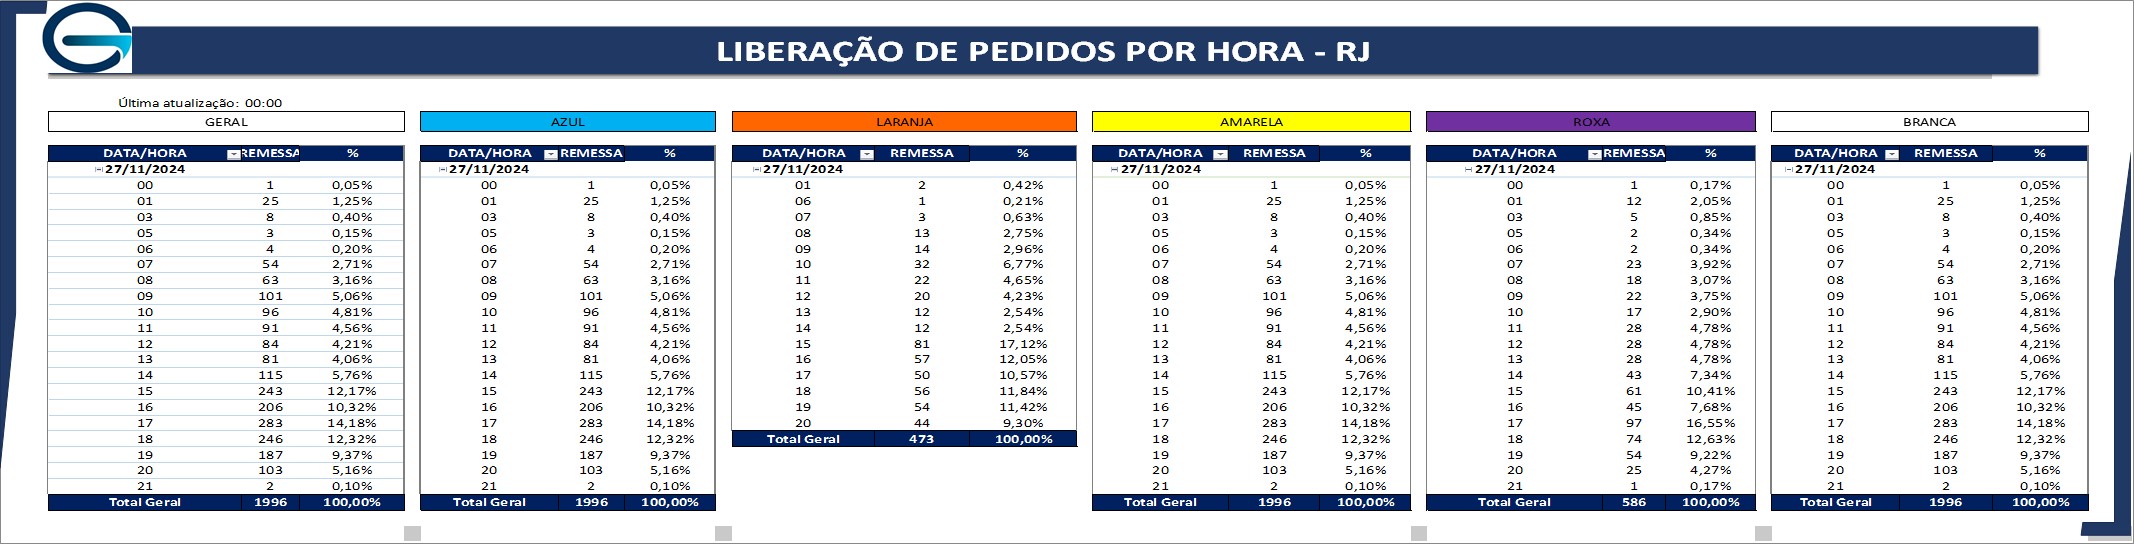 LIBERAÇÃO DE PEDIDOS POR HORA - RJ
Última atualização: 00:00
GERAL AZUL LARANJA AMARELA ROXA BRANCA
DATA/HORA REMESSA % DATA/HORA REMESSA % DATA/HORA REMESSA % DATA/HORA REMESSA % DATA/HORA REMESSA % DATA/HORA REMESSA %
27/11/2024 27/11/2024 27/11/2024 27/11/2024 27/11/2024 27/11/2024
00 1 0,05% 00 1 0,05% 01 2 0,42% 00 1 0,05% 00 1 0,17% 00 1 0,05%
01 25 1,25% 01 25 1,25% 06 1 0,21% 01 25 1,25% 01 12 2,05% 01 25 1,25%
03 8 0,40% 03 8 0,40% 07 3 0,63% 03 8 0,40% 03 5 0,85% 03 8 0,40%
05 3 0,15% 05 3 0,15% 08 13 2,75% 05 3 0,15% 05 2 0,34% 05 3 0,15%
06 4 0,20% 06 4 0,20% 09 14 2,96% 06 4 0,20% 06 2 0,34% 06 4 0,20%
07 54 2,71% 07 54 2,71% 10 32 6,77% 07 54 2,71% 07 23 3,92% 07 54 2,71%
08 63 3,16% 08 63 3,16% 11 22 4,65% 08 63 3,16% 08 18 3,07% 08 63 3,16%
09 101 5,06% 09 101 5,06% 12 20 4,23% 09 101 5,06% 09 22 3,75% 09 101 5,06%
10 96 4,81% 10 96 4,81% 13 12 2,54% 10 96 4,81% 10 17 2,90% 10 96 4,81%
11 91 4,56% 11 91 4,56% 14 12 2,54% 11 91 4,56% 11 28 4,78% 11 91 4,56%
12 84 4,21% 12 84 4,21% 15 81 17,12% 12 84 4,21% 12 28 4,78% 12 84 4,21%
13 81 4,06% 13 81 4,06% 16 57 12,05% 13 81 4,06% 13 28 4,78% 13 81 4,06%
14 115 5,76% 14 115 5,76% 17 50 10,57% 14 115 5,76% 14 43 7,34% 14 115 5,76%
15 243 12,17% 15 243 12,17% 18 56 11,84% 15 243 12,17% 15 61 10,41% 15 243 12,17%
16 206 10,32% 16 206 10,32% 19 54 11,42% 16 206 10,32% 16 45 7,68% 16 206 10,32%
17 283 14,18% 17 283 14,18% 20 44 9,30% 17 283 14,18% 17 97 16,55% 17 283 14,18%
18 246 12,32% 18 246 12,32% Total Geral 473 100,00% 18 246 12,32% 18 74 12,63% 18 246 12,32%
19 187 9,37% 19 187 9,37% 19 187 9,37% 19 54 9,22% 19 187 9,37%
20 103 5,16% 20 103 5,16% 20 103 5,16% 20 25 4,27% 20 103 5,16%
21 2 0,10% 21 2 0,10% 21 2 0,10% 21 1 0,17% 21 2 0,10%
Total Geral 1996 100,00% Total Geral 1996 100,00% Total Geral 1996 100,00% Total Geral 586 100,00% Total Geral 1996 100,00%